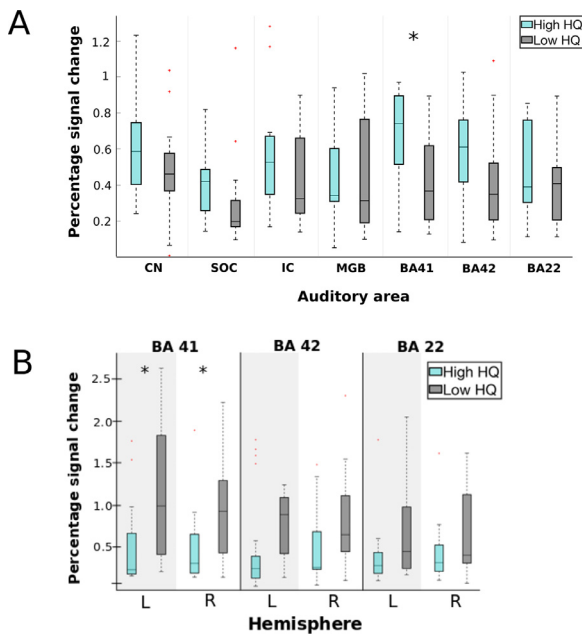 A
High HQ
Low HQ
*
Percentage signal change
1.2
1
0.8
0.6
0.4
0.2
CN SOC IC MGB BA41 BA42 BA22
Auditory area
B
BA 41 BA 42 BA 22
High HQ
Low HQ
* *
Percentage signal change
2.5
2.0
1.5
1.0
0.5
L R L R L R
Hemisphere